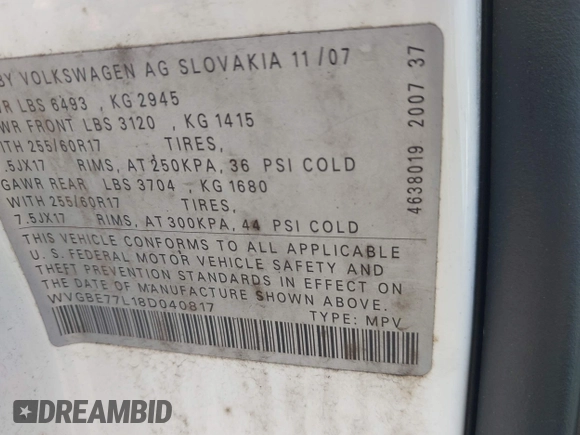 BY VOLKSWAGEN AG SLOVAKIA 11/07
R LBS 6493 , KG 2945
WR FRONT LBS 3120 , KG 1415
WITH 255/60R17 TIRES,
.5JX17 RIMS, AT 250KPA, 36 PSI COLD
GAWR REAR LBS 3704 , KG 1680
WITH 255/60R17 TIRES,
7.5JX17 RIMS, AT 300KPA, 44 PSI COLD
THIS VEHICLE CONFORMS TO ALL APPLICABLE
U.S. FEDERAL MOTOR VEHICLE SAFETY AND
THEFT PREVENTION STANDARDS IN EFFECT ON
THE DATE OF MANUFACTURE SHOWN ABOVE.
WVGBE77L18D040817
TYPE: MPV
4638019 2007 37
DREAMBID